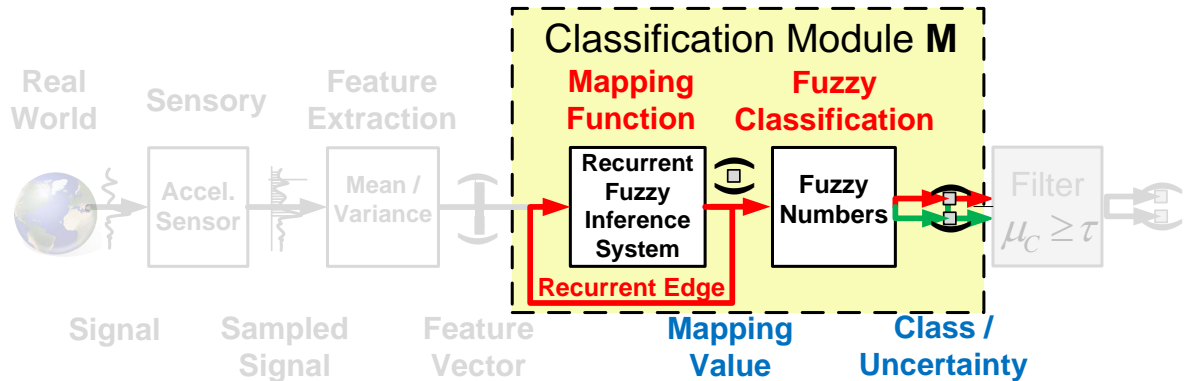 Classification Module M
Real
World
Sensory
Feature
Extraction
Mapping
Function
Fuzzy
Classification
Accel.
Sensor
Mean /
Variance
Recurrent
Fuzzy
Inference
System
Fuzzy
Numbers
Filter
μC ≥ τ
Recurrent Edge
Signal
Sampled
Signal
Feature
Vector
Mapping
Value
Class /
Uncertainty